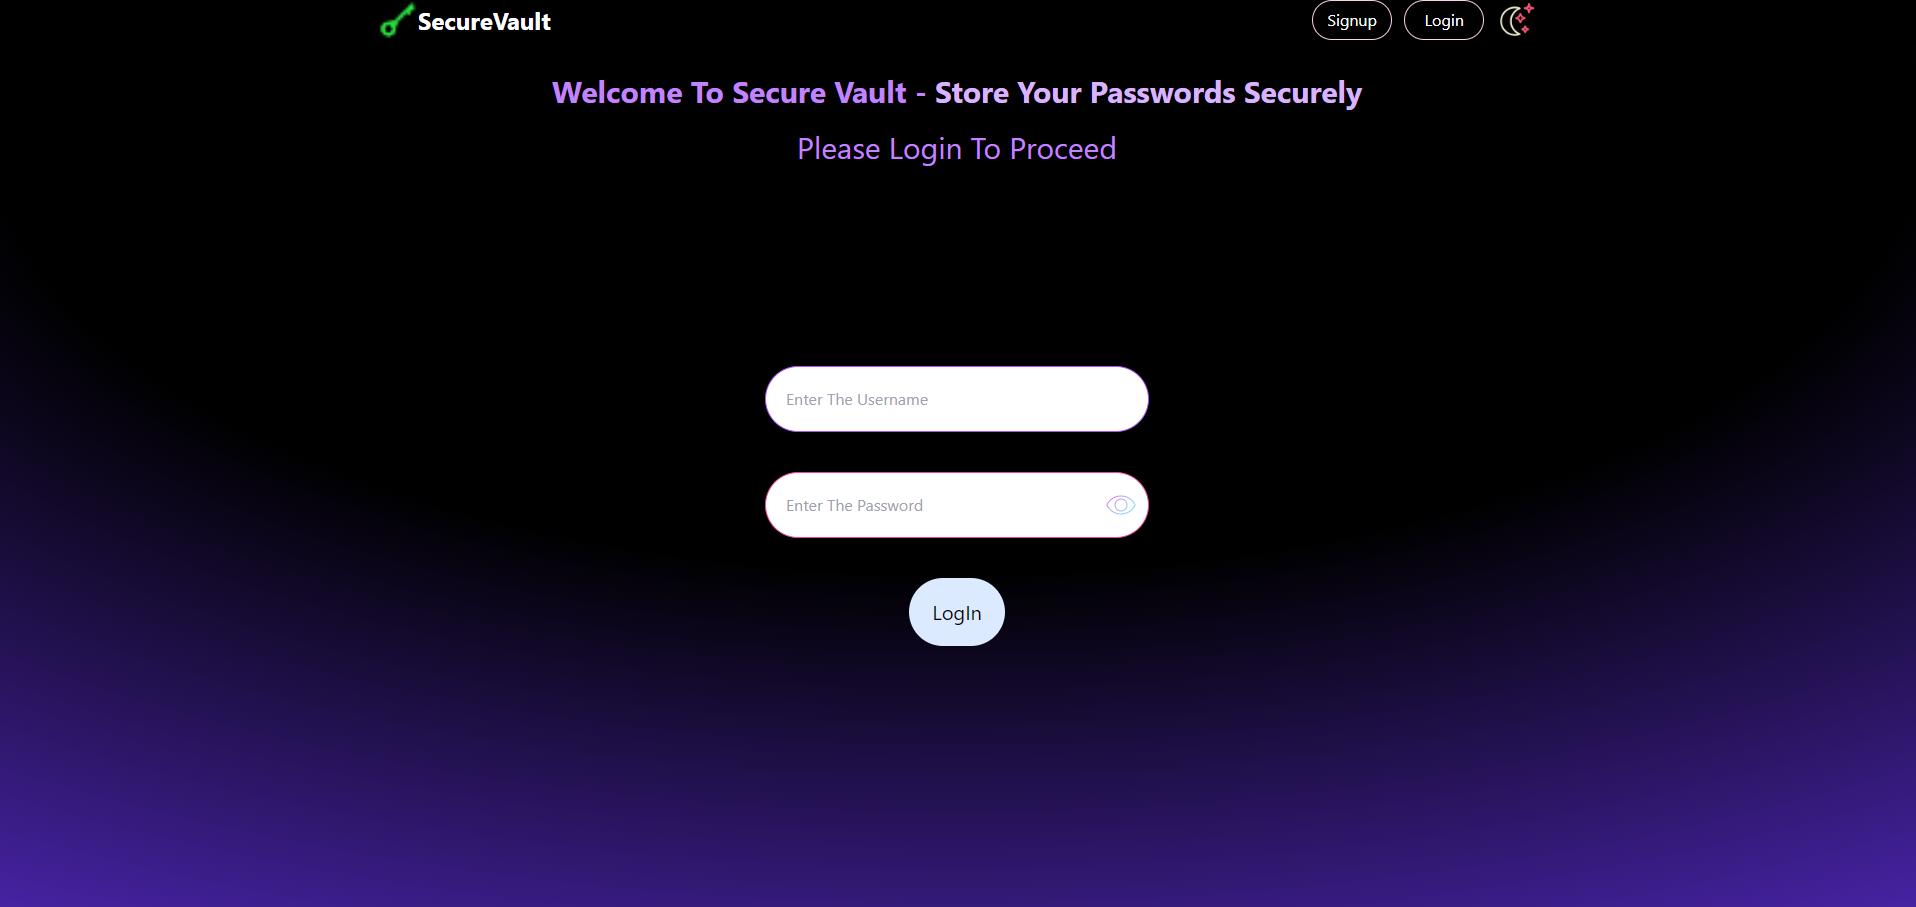 SecureVault
Signup
Login
Welcome To Secure Vault - Store Your Passwords Securely
Please Login To Proceed
Enter The Username
Enter The Password
LogIn